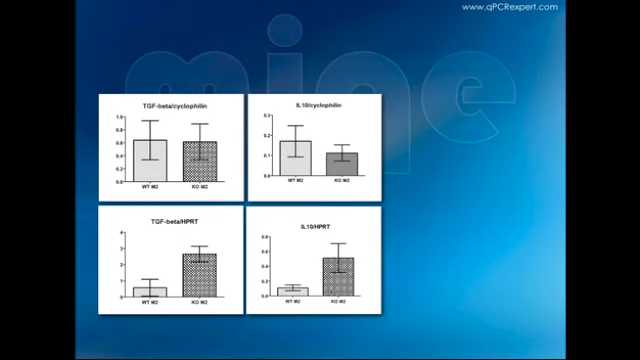 www.qPCRexpert.com
miqe
TGF-beta/cyclophilin
1.0
0.8
0.6
0.4
0.2
0.0
WT M2 KO M2
IL10/cyclophilin
0.3
0.2
0.1
0.0
WT M2 KO M2
TGF-beta/HPRT
4
3
2
1
0
WT M2 KO M2
IL10/HPRT
0.8
0.6
0.4
0.2
0.0
WT M2 KO M2